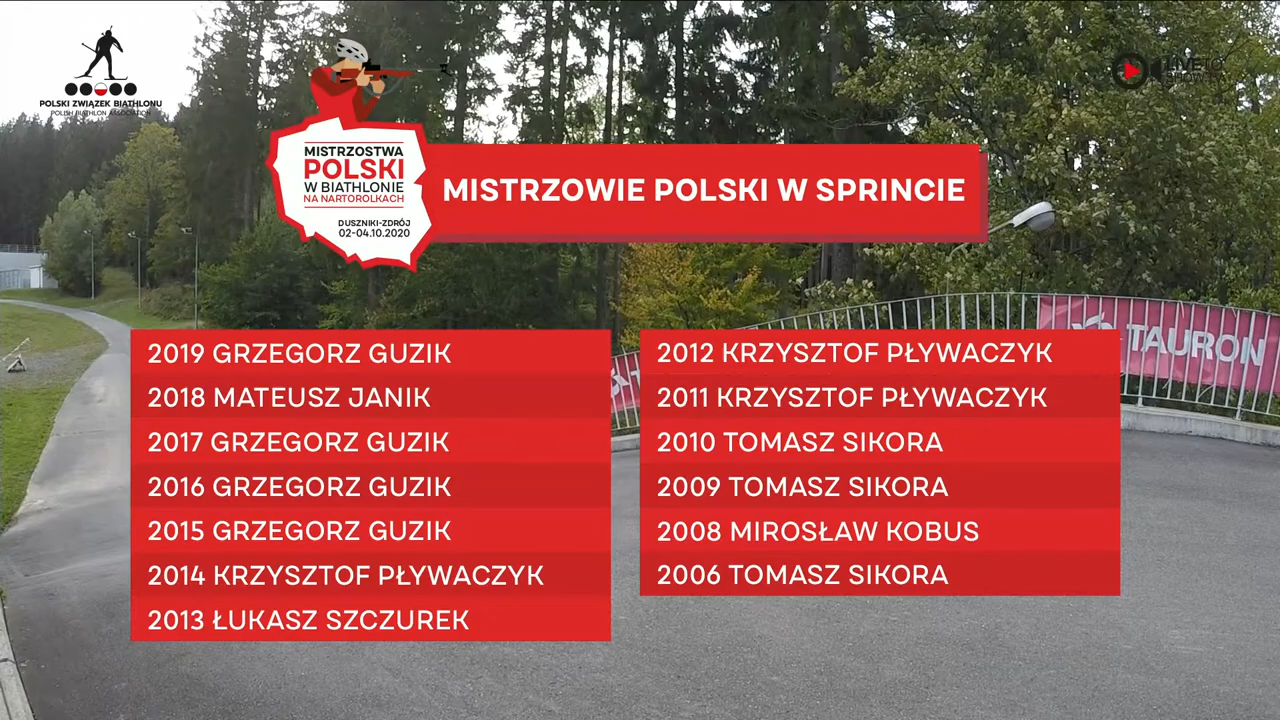 POLSKI ZWIĄZEK BIATHLONU
POLISH BIATHLON ASSOCIATION
LIVETO
SHOW
MISTRZOSTWA
POLSKI
W BIATHLONIE
NA NARTOROLKACH
DUSZNIKI-ZDRÓJ
02-04.10.2020
MISTRZOWIE POLSKI W SPRINCIE
TAURON
2019 GRZEGORZ GUZIK
2018 MATEUSZ JANIK
2017 GRZEGORZ GUZIK
2016 GRZEGORZ GUZIK
2015 GRZEGORZ GUZIK
2014 KRZYSZTOF PŁYWACZYK
2013 ŁUKASZ SZCZUREK
2012 KRZYSZTOF PŁYWACZYK
2011 KRZYSZTOF PŁYWACZYK
2010 TOMASZ SIKORA
2009 TOMASZ SIKORA
2008 MIROSŁAW KOBUS
2006 TOMASZ SIKORA